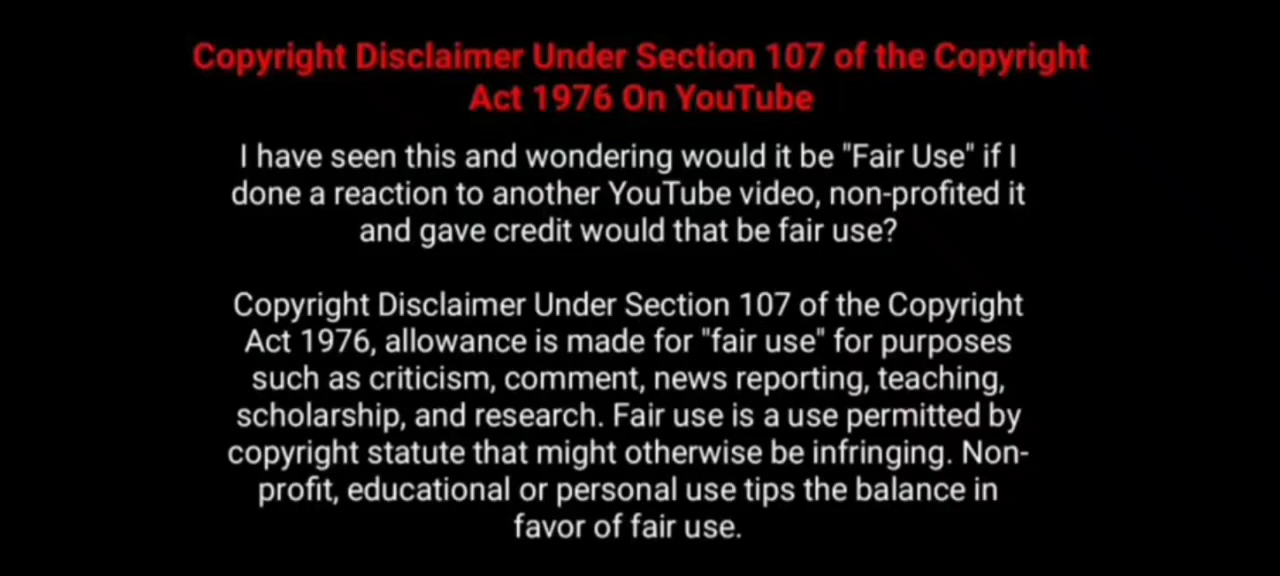 Copyright Disclaimer Under Section 107 of the Copyright
Act 1976 On YouTube
I have seen this and wondering would it be "Fair Use" if I
done a reaction to another YouTube video, non-profited it
and gave credit would that be fair use?
Copyright Disclaimer Under Section 107 of the Copyright
Act 1976, allowance is made for "fair use" for purposes
such as criticism, comment, news reporting, teaching,
scholarship, and research. Fair use is a use permitted by
copyright statute that might otherwise be infringing. Non-
profit, educational or personal use tips the balance in
favor of fair use.